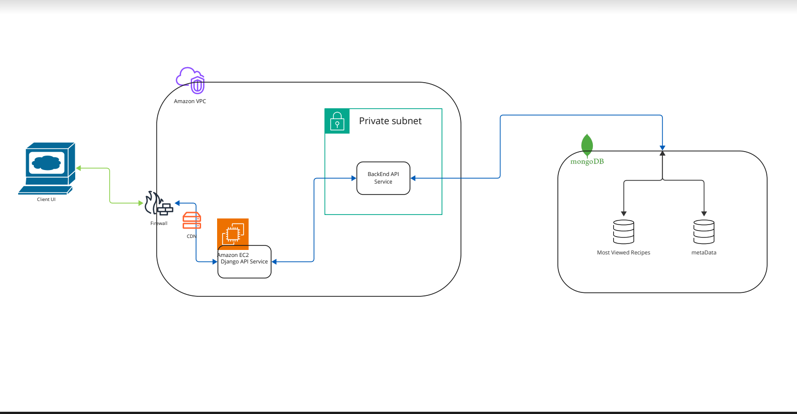 Amazon VPC
Private subnet
mongoDB
BackEnd API
Service
Client UI
Firewall
CDN
Amazon EC2
Django API Service
Most Viewed Recipes
metaData